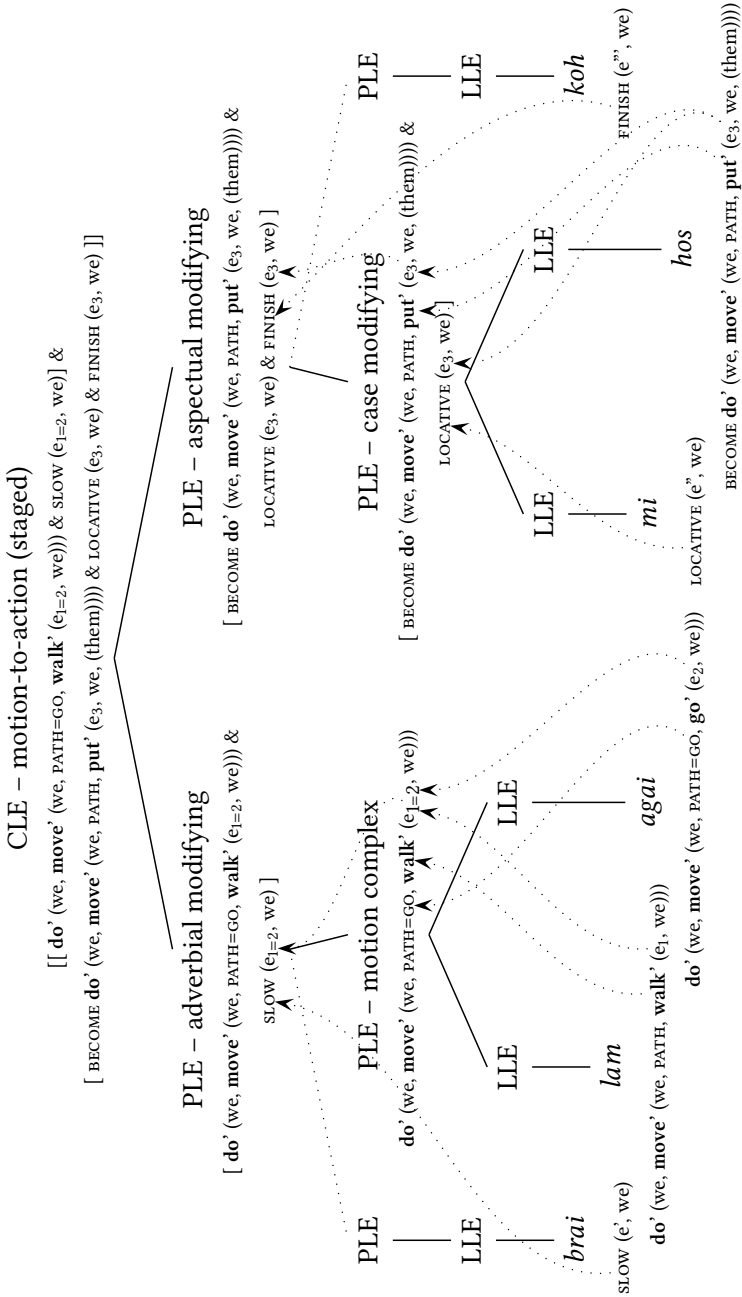 CLE – motion-to-action (staged)
[[ do’ (we, move’ (we, PATH=GO, walk’ (e1=2, we))) & SLOW (e1=2, we)] &
[ BECOME do’ (we, move’ (we, PATH, put’ (e3, we, (them)))) & LOCATIVE (e3, we) & FINISH (e3, we) ]]
PLE – adverbial modifying
[ do’ (we, move’ (we, PATH=GO, walk’ (e1=2, we))) &
SLOW (e1=2, we) ]
PLE – aspectual modifying
[ BECOME do’ (we, move’ (we, PATH, put’ (e3, we, (them)))) &
LOCATIVE (e3, we) & FINISH (e3, we) ]
PLE
LLE
brai
SLOW (e’, we)
PLE – motion complex
do’ (we, move’ (we, PATH=GO, walk’ (e1=2, we)))
LLE
lam
do’ (we, move’ (we, PATH, walk’ (e1, we)))
LLE
agai
do’ (we, move’ (we, PATH=GO, go’ (e2, we)))
PLE – case modifying
[ BECOME do’ (we, move’ (we, PATH, put’ (e3, we, (them)))) &
LOCATIVE (e3, we) ]
LLE
mi
LOCATIVE (e”, we)
LLE
hos
BECOME do’ (we, move’ (we, PATH, put’ (e3, we, (them))))
PLE
LLE
koh
FINISH (e”’, we)